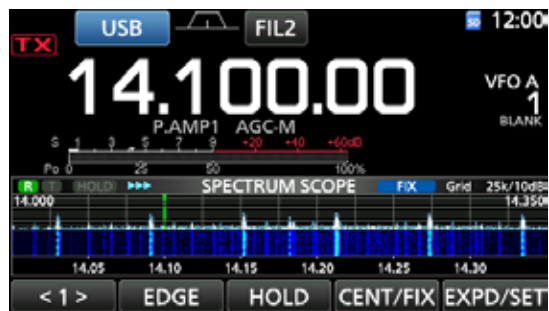 USB FIL2 12:00
TX
14.100.00
VFO A
1
BLANK
P.AMP1 AGC-M
S 1 3 5 7 9 +20 +40 +60dB
Po 0 25 50 100%
R T HOLD SPECTRUM SCOPE FIX Grid 25k/10dB
14.000 14.350
14.05 14.10 14.15 14.20 14.25 14.30
< 1 > EDGE HOLD CENT/FIX EXPD/SET